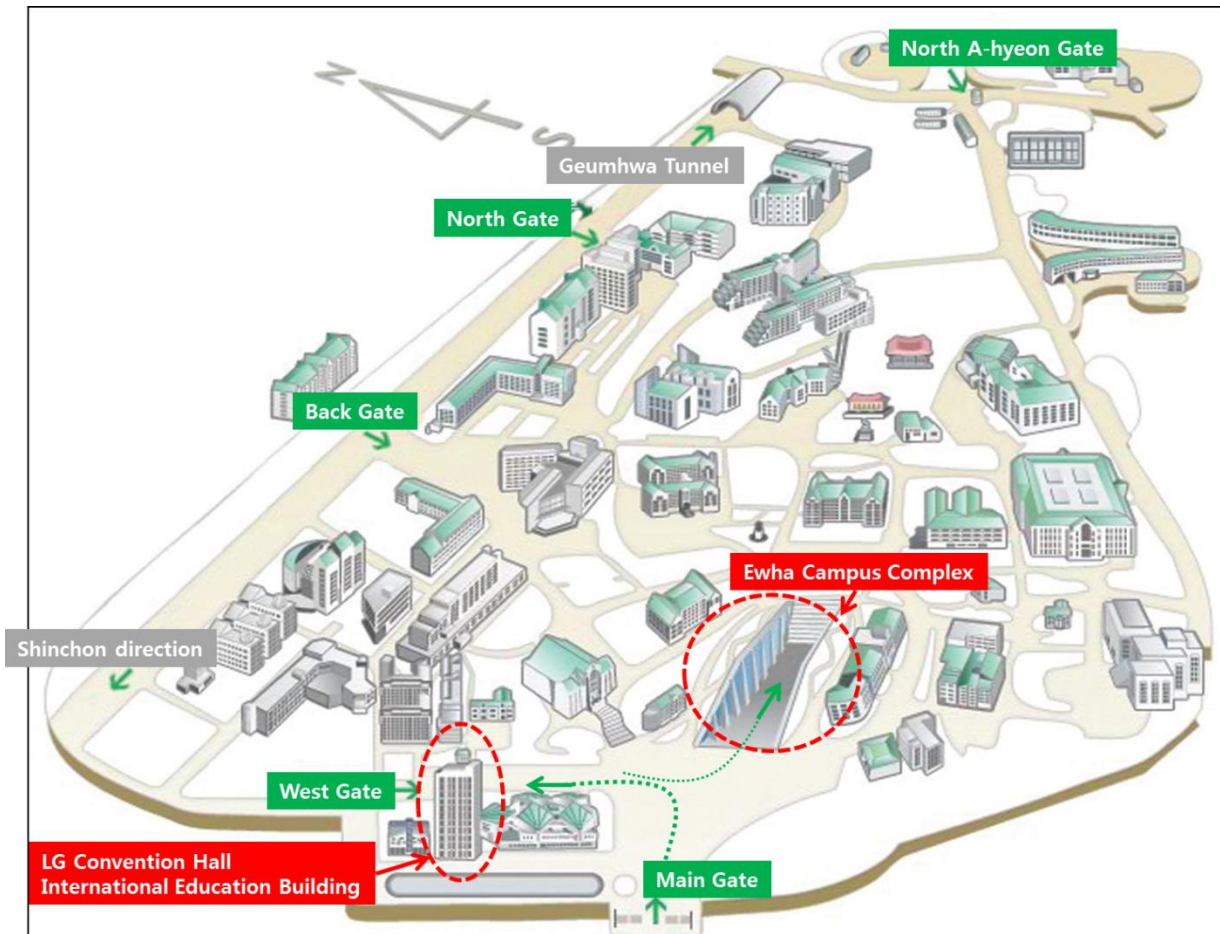 North A-hyeon Gate
N
S
Geumhwa Tunnel
North Gate
Back Gate
Ewha Campus Complex
Shinchon direction
West Gate
LG Convention Hall
International Education Building
Main Gate